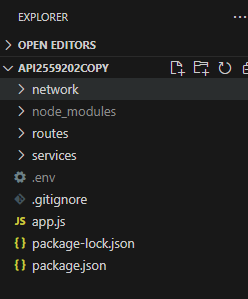 EXPLORER
OPEN EDITORS
API2559202COPY
network
node_modules
routes
services
.env
.gitignore
JS app.js
{} package-lock.json
{} package.json